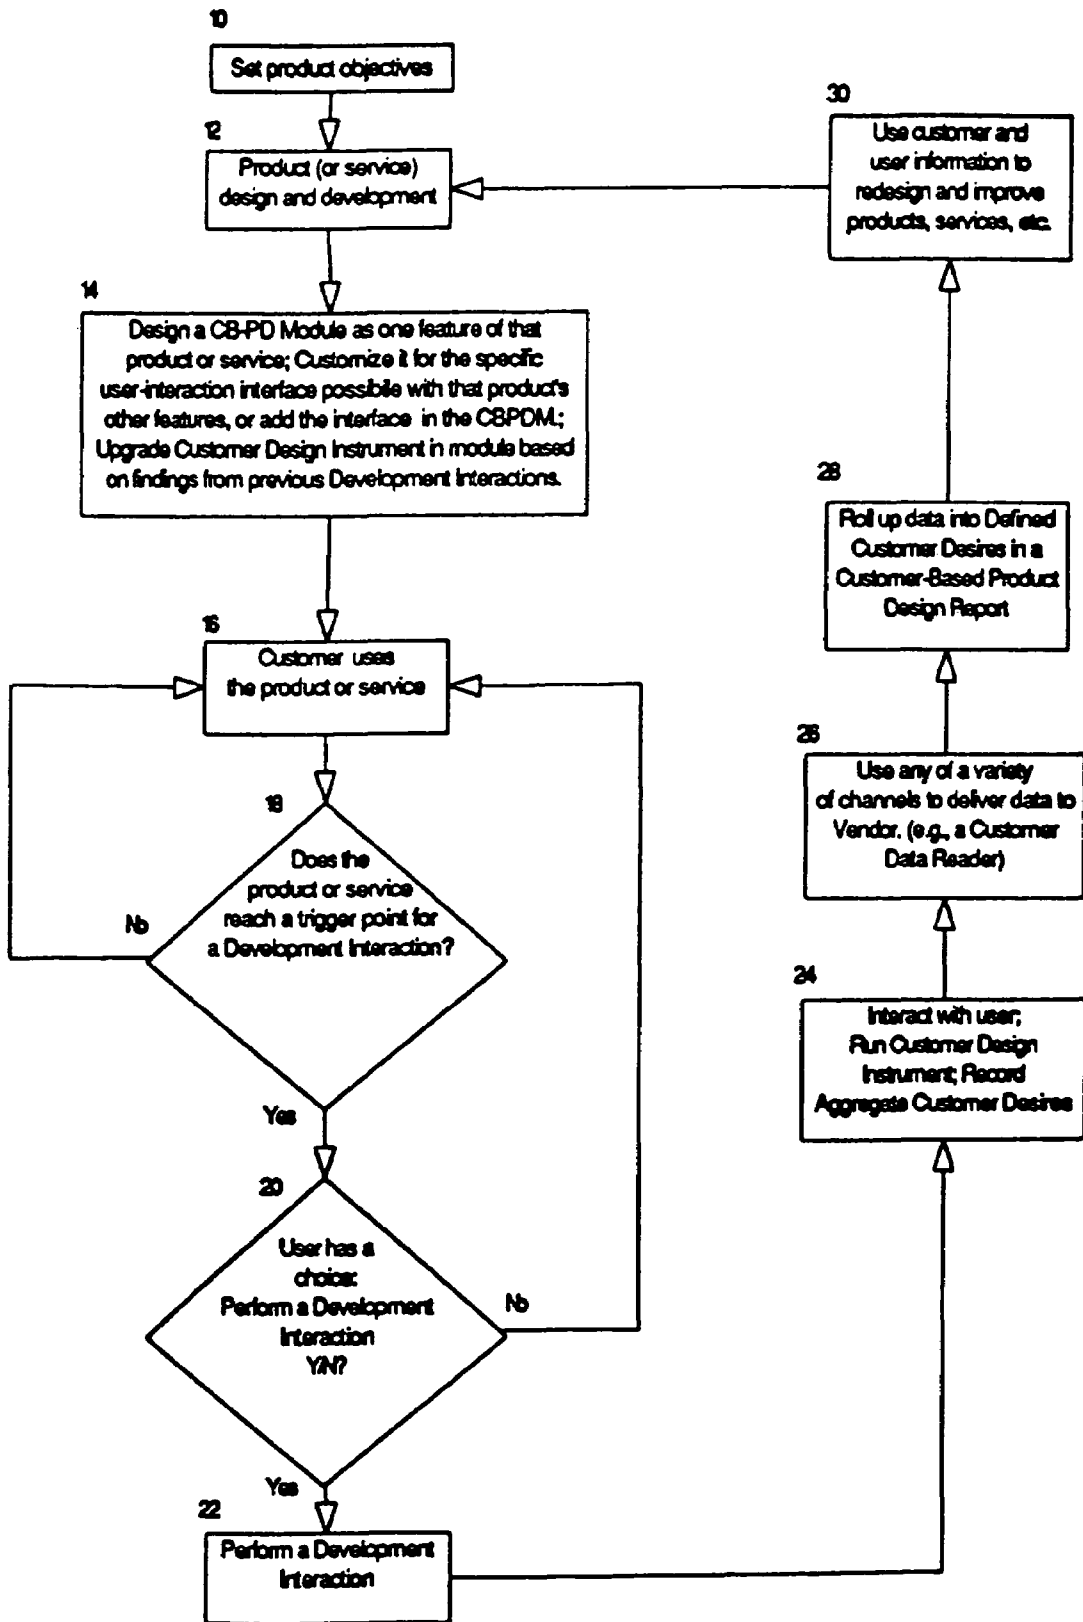 10
Set product objectives
12
Product (or service)
design and development
14
Design a CB-PD Module as one feature of that
product or service; Customize it for the specific
user-interaction interface possibile with that product's
other features, or add the interface in the CBPDM.;
Upgrade Customer Design Instrument in module based
on findings from previous Development Interactions.
16
Customer uses
the product or service
18
Does the
product or service
reach a trigger point for
a Development Interaction?
No
Yes
20
User has a
choice:
Perform a Development
Interaction
Y/N?
No
Yes
22
Perform a Development
Interaction
24
Interact with user;
Run Customer Design
Instrument; Record
Aggregate Customer Desires
26
Use any of a variety
of channels to deliver data to
Vendor. (e.g., a Customer
Data Reader)
28
Roll up data into Defined
Customer Desires in a
Customer-Based Product
Design Report
30
Use customer and
user information to
redesign and improve
products, services, etc.